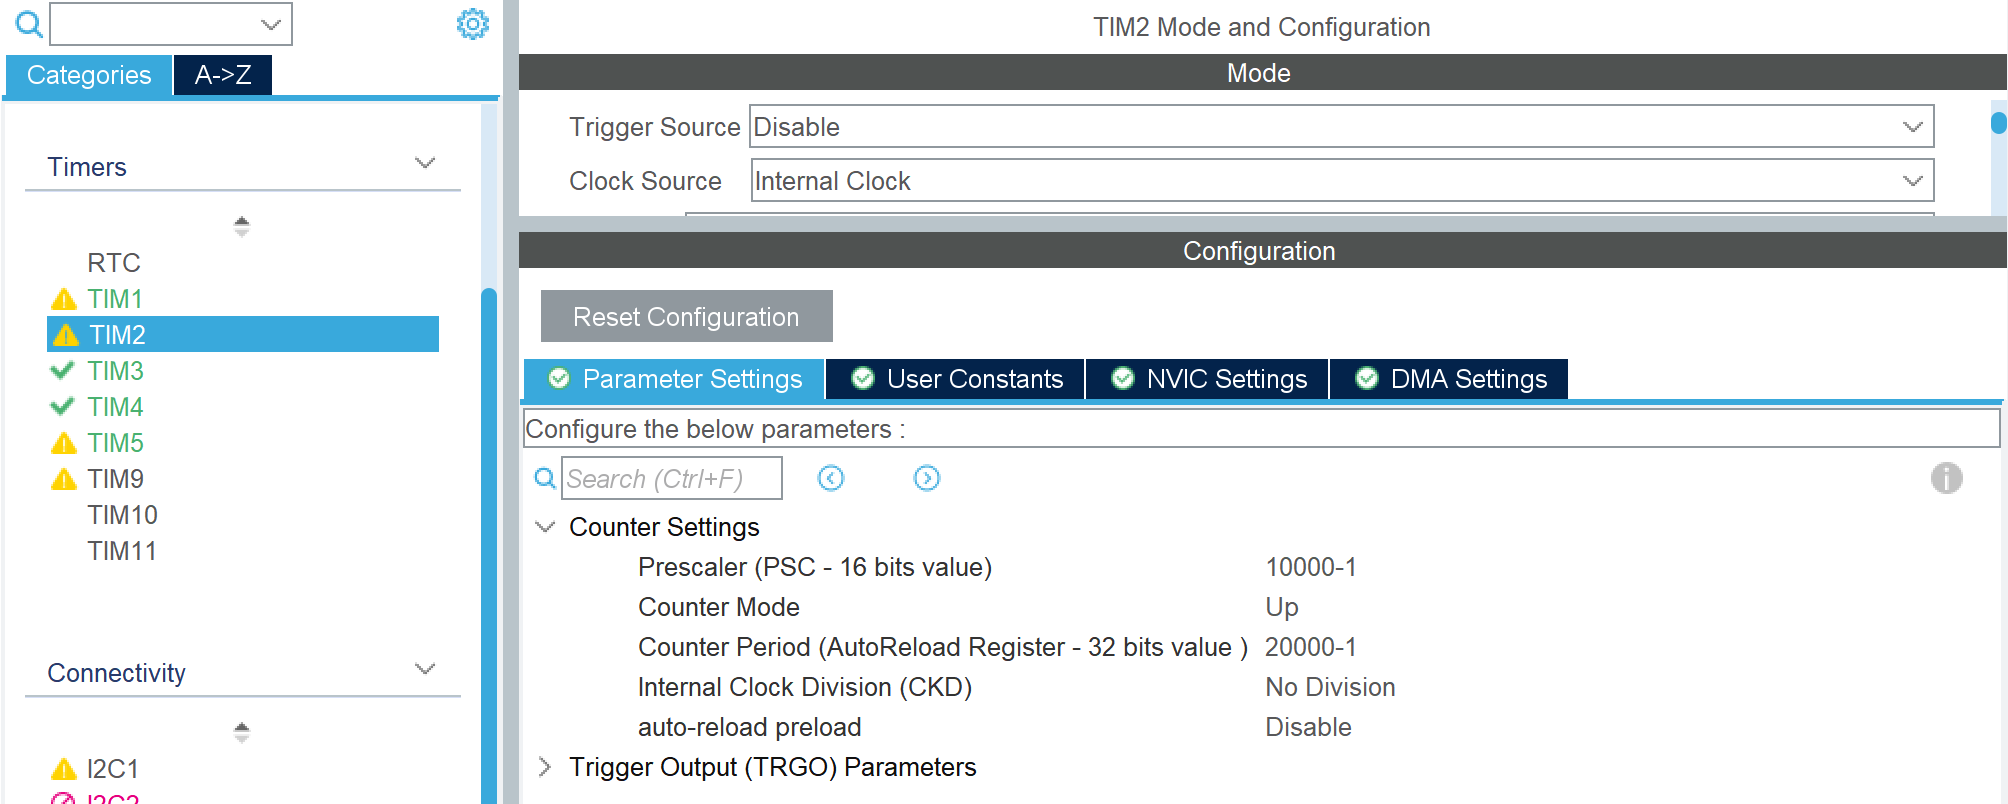 Categories
A->Z
Timers
RTC
TIM1
TIM2
TIM3
TIM4
TIM5
TIM9
TIM10
TIM11
Connectivity
I2C1
I2C2
TIM2 Mode and Configuration
Mode
Trigger Source Disable
Clock Source Internal Clock
Configuration
Reset Configuration
Parameter Settings
User Constants
NVIC Settings
DMA Settings
Configure the below parameters :
Search (Ctrl+F)
Counter Settings
Prescaler (PSC - 16 bits value) 10000-1
Counter Mode Up
Counter Period (AutoReload Register - 32 bits value ) 20000-1
Internal Clock Division (CKD) No Division
auto-reload preload Disable
Trigger Output (TRGO) Parameters